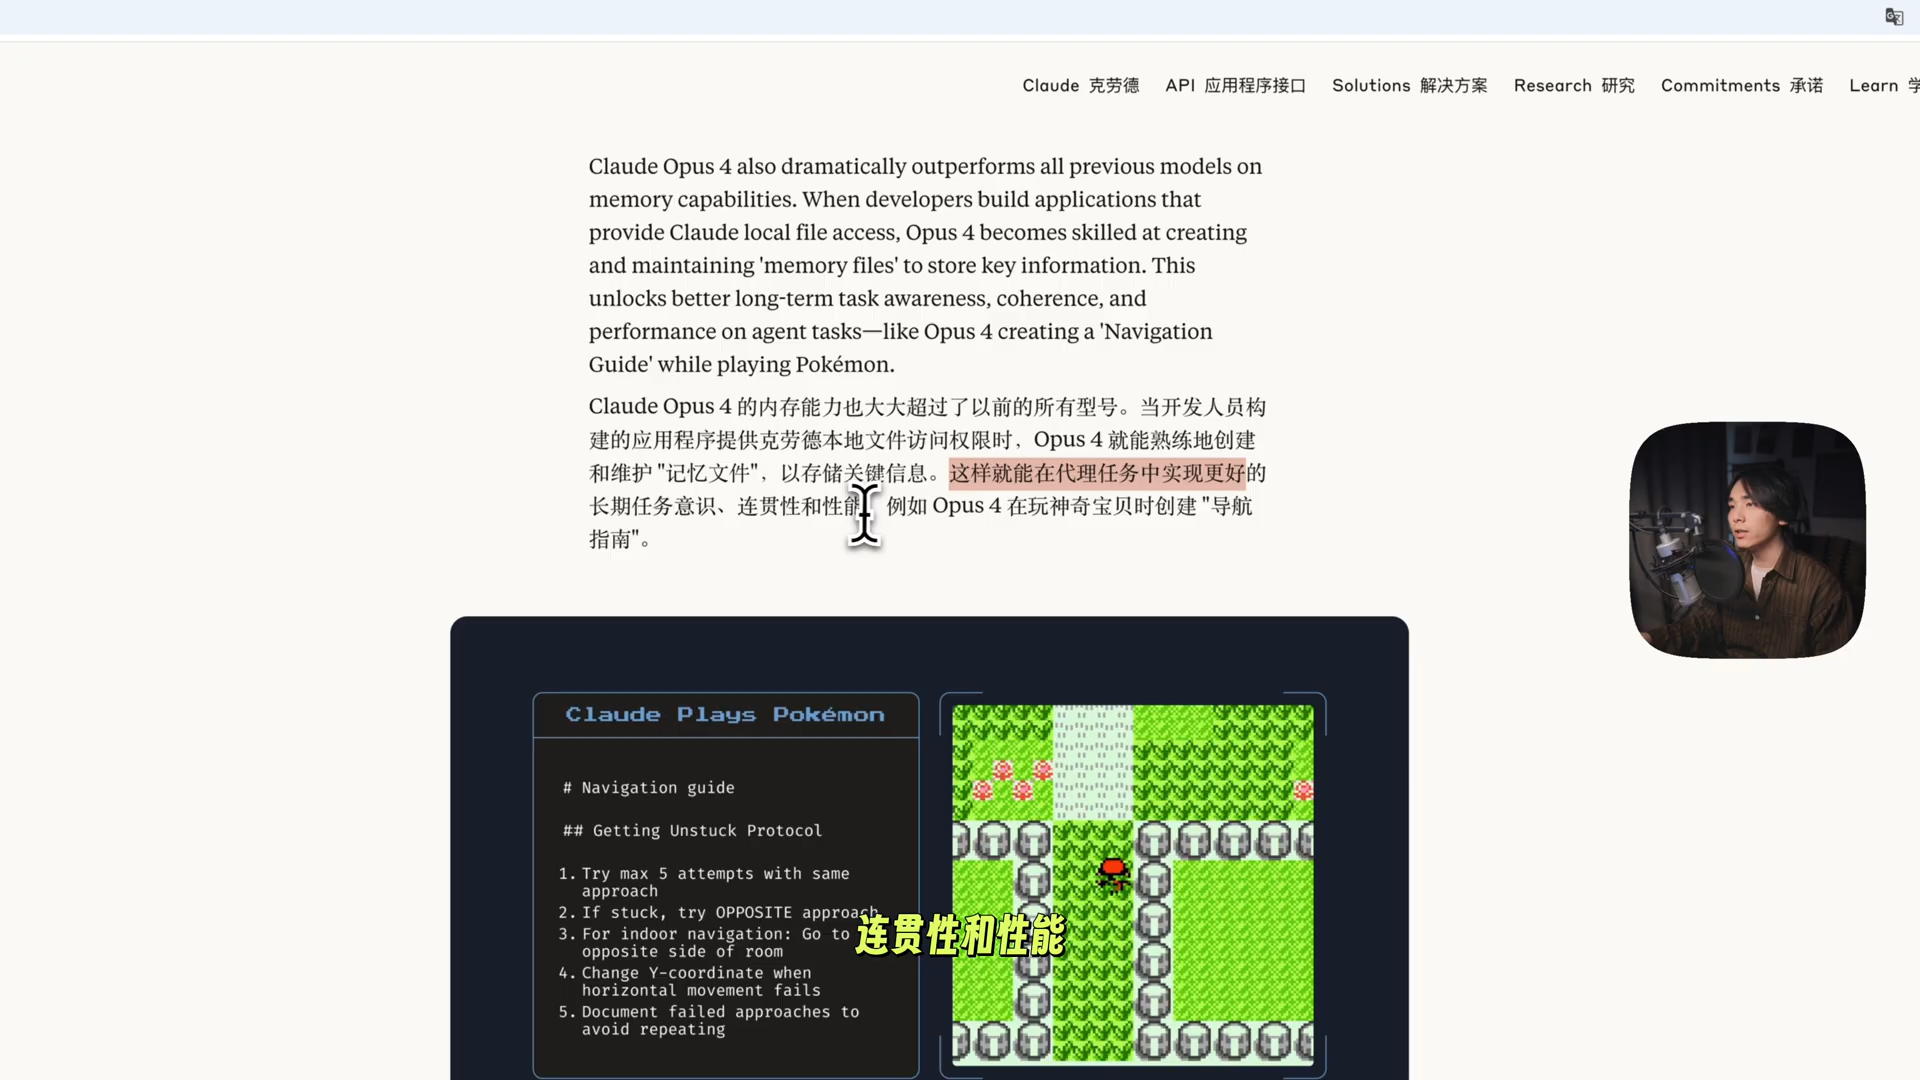 Claude 克劳德 API 应用程序接口 Solutions 解决方案 Research 研究 Commitments 承诺 Learn 学
Claude Opus 4 also dramatically outperforms all previous models on
memory capabilities. When developers build applications that
provide Claude local file access, Opus 4 becomes skilled at creating
and maintaining 'memory files' to store key information. This
unlocks better long-term task awareness, coherence, and
performance on agent tasks—like Opus 4 creating a 'Navigation
Guide' while playing Pokémon.
Claude Opus 4 的内存能力也大大超过了以前的所有型号。当开发人员构
建的应用程序提供克劳德本地文件访问权限时，Opus 4 就能熟练地创建
和维护 "记忆文件"，以存储关键信息。这样就能在代理任务中实现更好的
长期任务意识、连贯性和性能，例如 Opus 4 在玩神奇宝贝时创建 "导航
指南"。
Claude Plays Pokémon
# Navigation guide
## Getting Unstuck Protocol
1. Try max 5 attempts with same
approach
2. If stuck, try OPPOSITE approach
3. For indoor navigation: Go to
opposite side of room
4. Change Y-coordinate when
horizontal movement fails
5. Document failed approaches to
avoid repeating
连贯性和性能